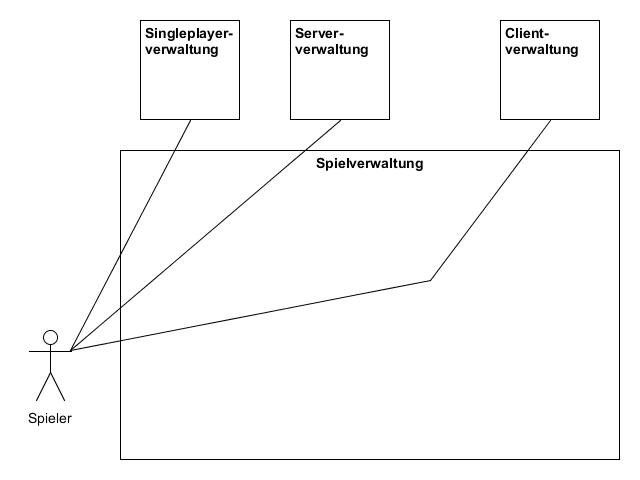 Singleplayer-
verwaltung
Server-
verwaltung
Client-
verwaltung
Spielverwaltung
Spieler